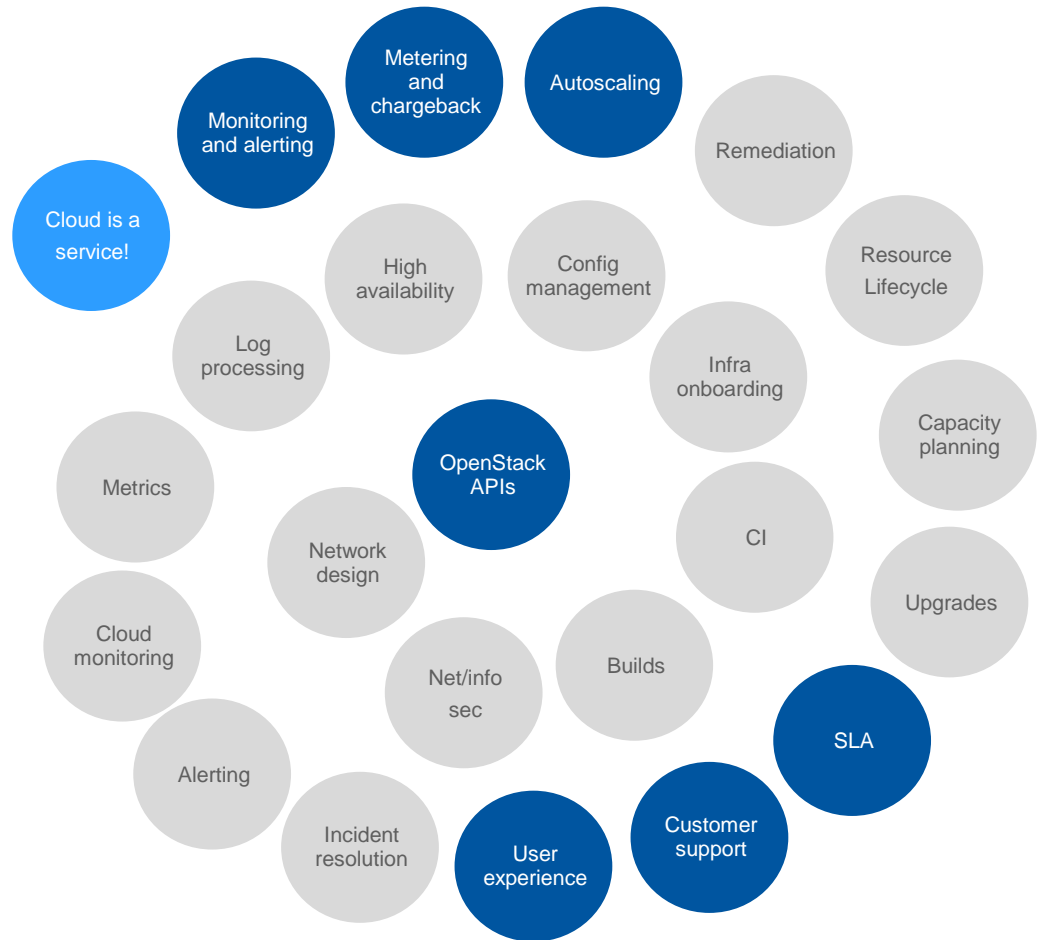 Metering
and
chargeback
Autoscaling
Monitoring
and alerting
Remediation
Cloud is a
service!
High
availability
Config
management
Resource
Lifecycle
Log
processing
Infra
onboarding
Capacity
planning
OpenStack
APIs
Metrics
CI
Network
design
Upgrades
Cloud
monitoring
Net/info
sec
Builds
SLA
Alerting
Incident
resolution
User
experience
Customer
support